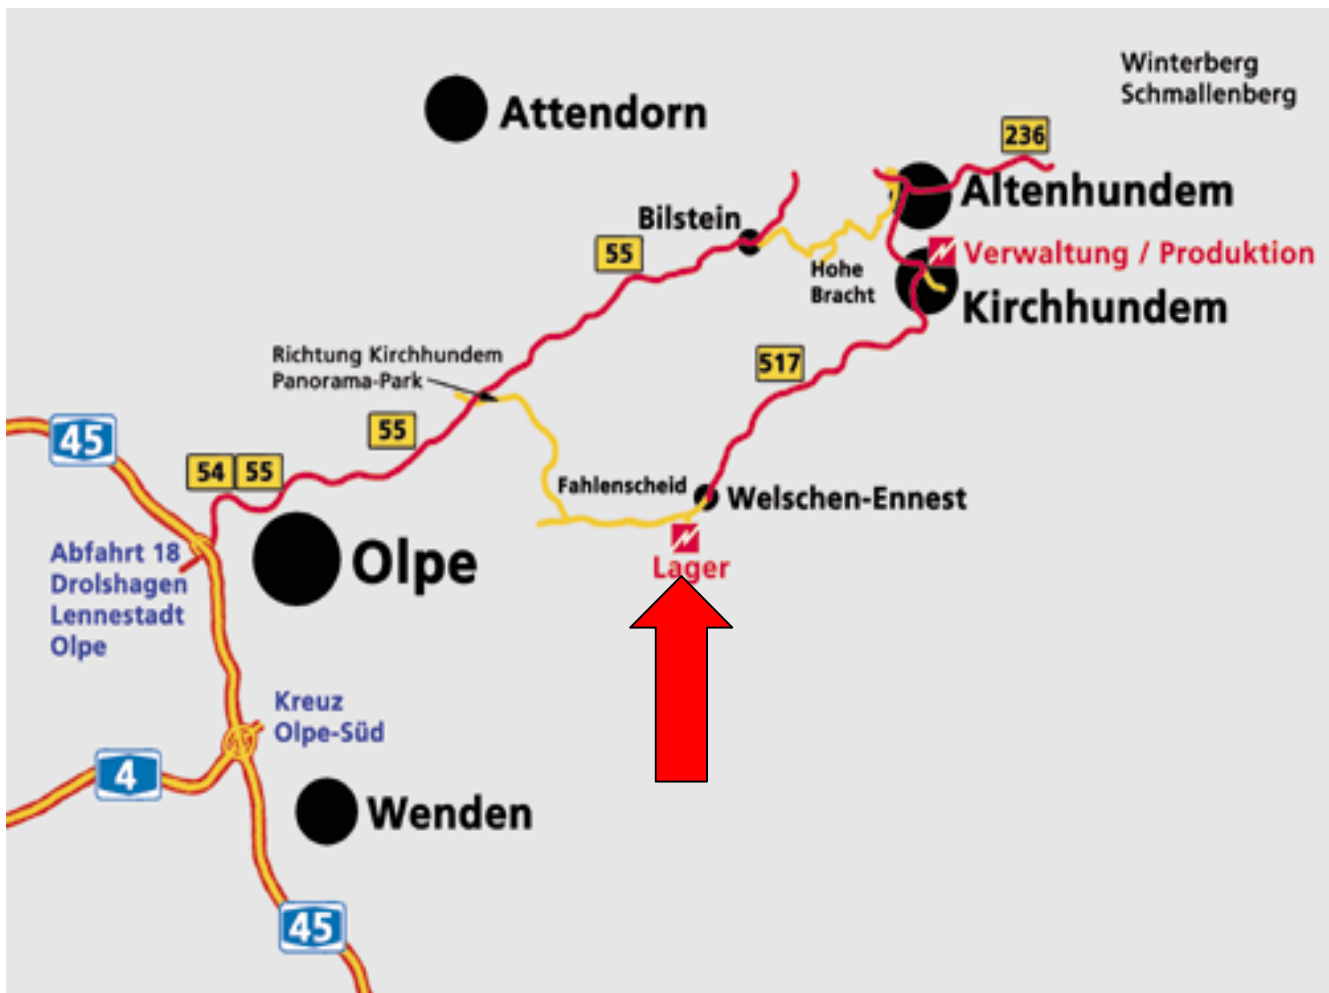 Winterberg
Schmallenberg
Attendorn
236
Altenhundem
Bilstein
55
Verwaltung / Produktion
Hohe
Bracht
Kirchhundem
Richtung Kirchhundem
Panorama-Park
517
55
45
54
55
Fahlenscheid
Welschen-Ennest
Abfahrt 18
Drolshagen
Lennestadt
Olpe
Olpe
Lager
Kreuz
Olpe-Süd
4
Wenden
45